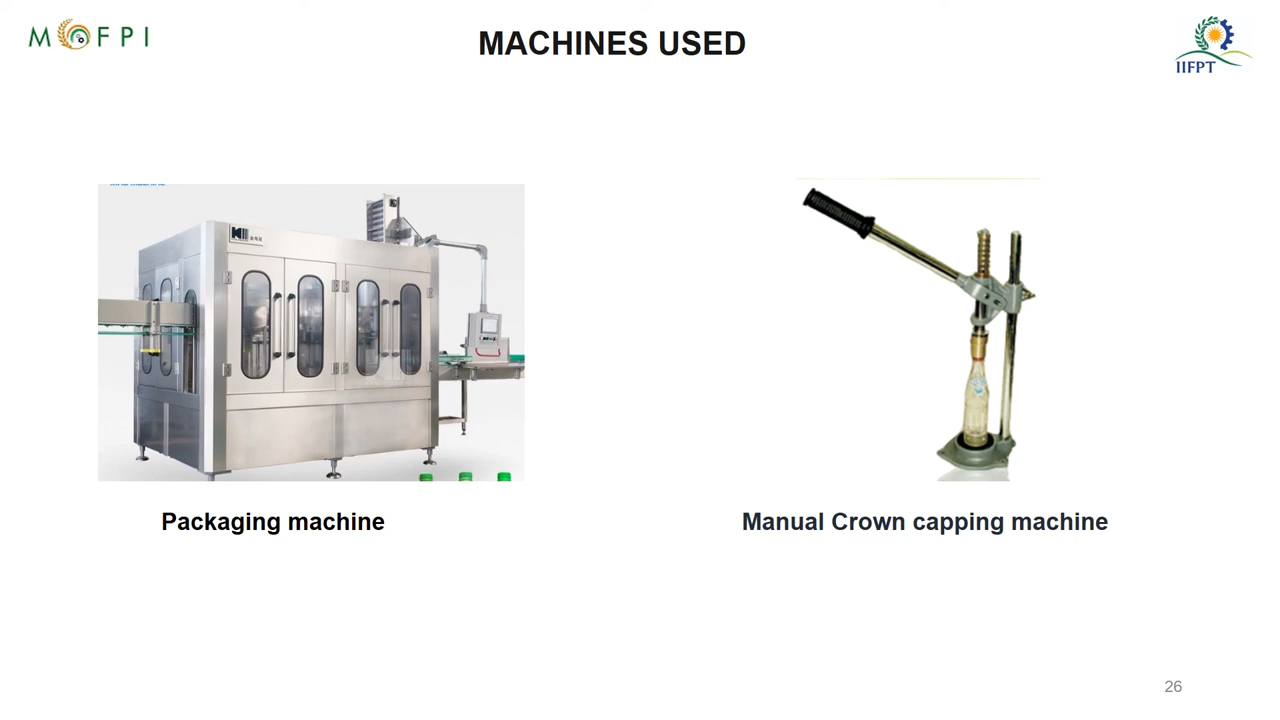 MOFPI
MACHINES USED
IIFPT
Packaging machine
Manual Crown capping machine
26